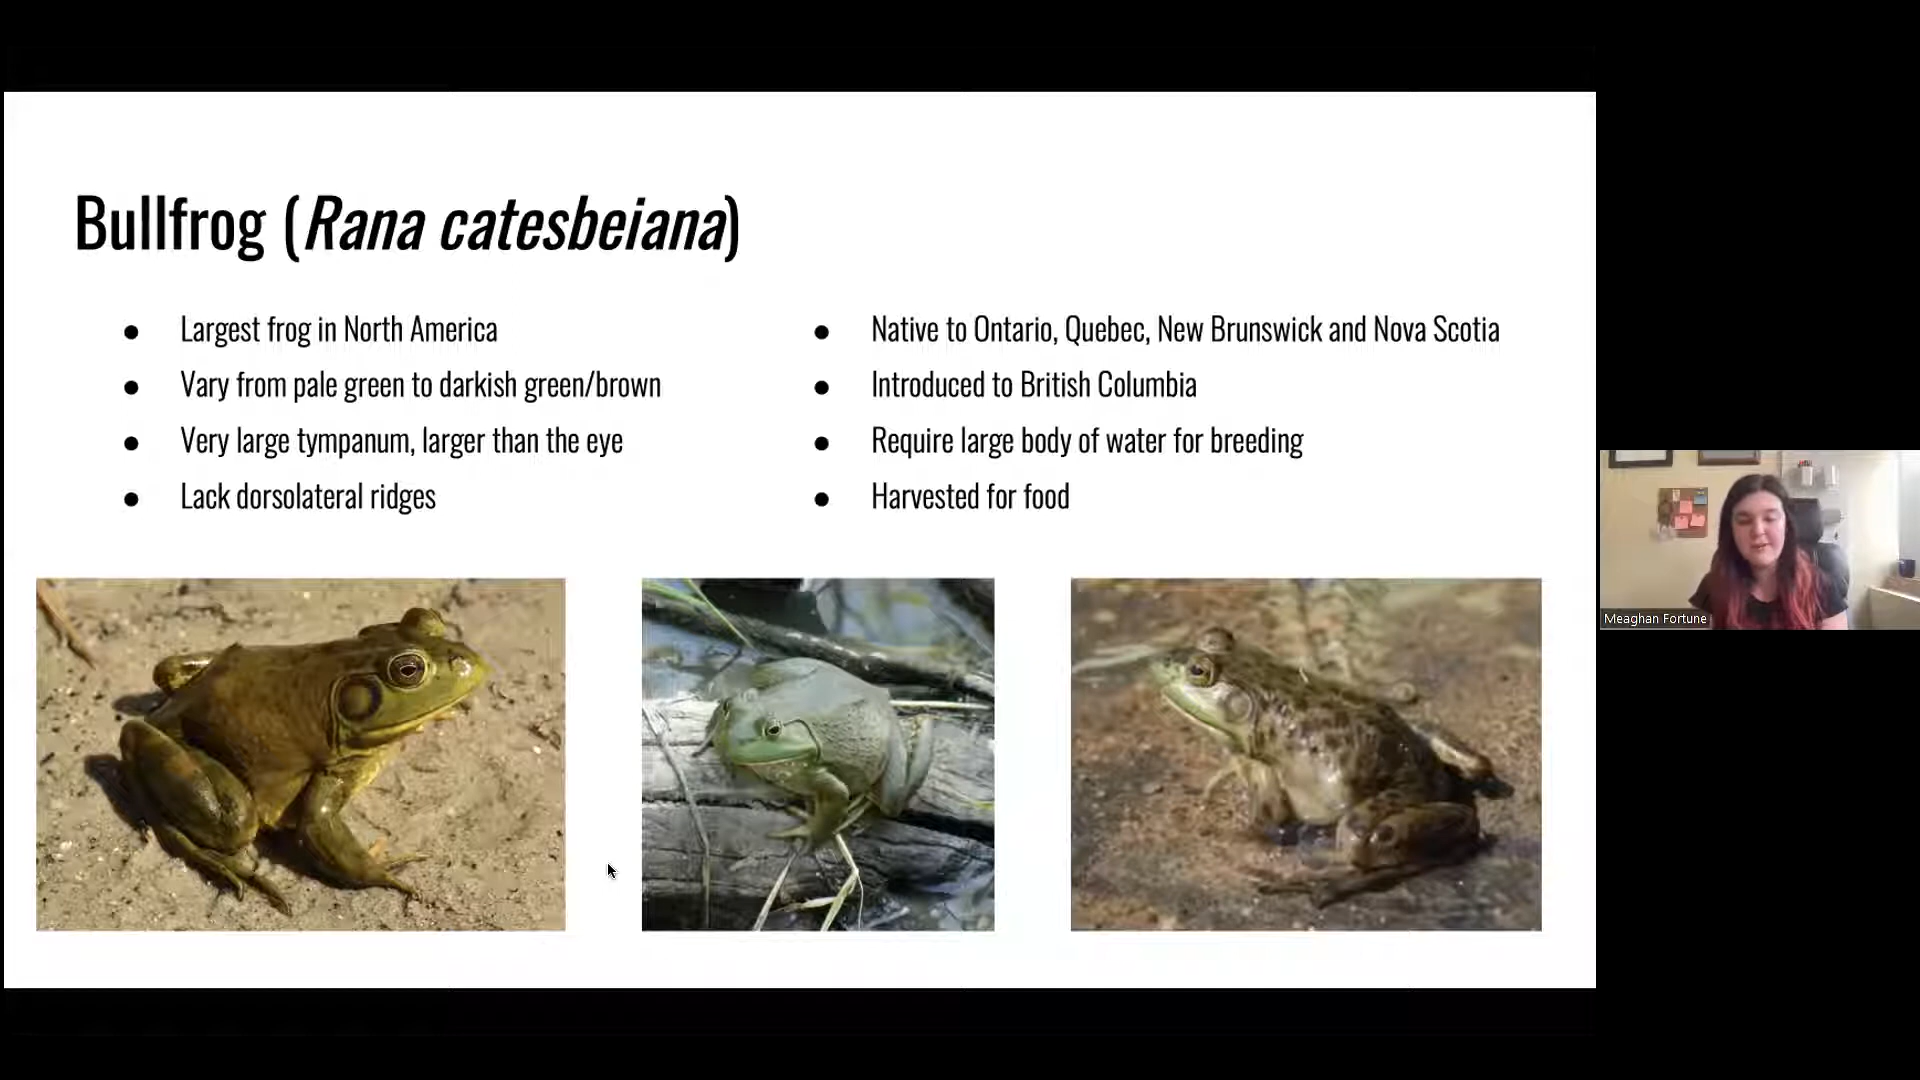 Bullfrog (Rana catesbeiana)
Largest frog in North America
Vary from pale green to darkish green/brown
Very large tympanum, larger than the eye
Lack dorsolateral ridges
Native to Ontario, Quebec, New Brunswick and Nova Scotia
Introduced to British Columbia
Require large body of water for breeding
Harvested for food
Meaghan Fortune